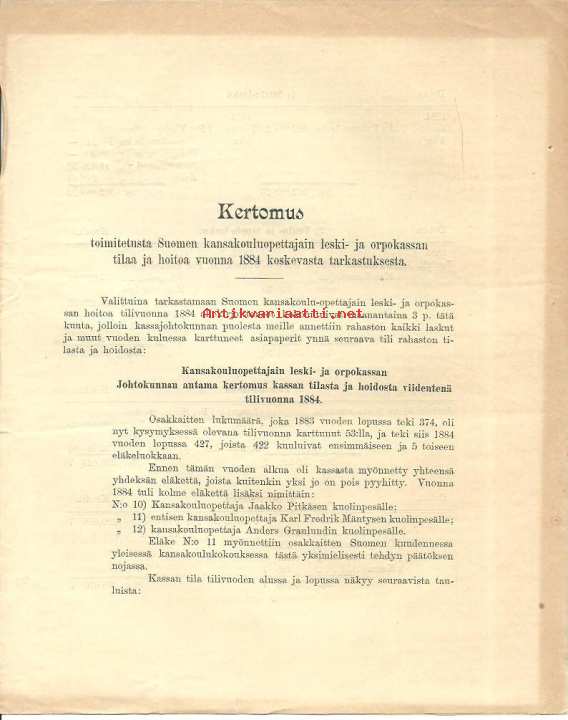 Kertomus
toimitetusta Suomen kansakouluopettajain leski- ja orpokassan
tilaa ja hoitoa vuonna 1884 koskevasta tarkastuksesta.
Valittuina tarkastamaan Suomen kansakoulu-opettajain leski- ja orpokas-
san hoitoa tilivuonna 1884 maanantaina 3 p. tätä
Antikvariaatti.net
kuuta, jolloin kassajohtokunnan puolesta meille annettiin rahaston kaikki laskut
ja muut vuoden kuluessa karttuneet asiapaperit ynnä seuraava tili rahaston ti-
lasta ja hoidosta:
Kansakouluopettajain leski- ja orpokassan
Johtokunnan antama kertomus kassan tilasta ja hoidosta viidentenä
tilivuonna 1884.
Osakkaitten lukumäärä, joka 1883 vuoden lopussa teki 374, oli
nyt kysymyksessä olevana tilivuonna karttunut 53:lla, ja teki siis 1884
vuoden lopussa 427, joista 422 kuuluivat ensimmäiseen ja 5 toiseen
eläkeluokkaan.
Ennen tämän vuoden alkua oli kassasta myönnetty yhteensä
yhdeksän eläkettä, joista kuitenkin yksi jo on pois pyyhitty. Vuonna
1884 tuli kolme eläkettä lisäksi nimittäin:
N:o 10) Kansakouluopettaja Jaakko Pitkäsen kuolinpesälle;
„ 11) entisen kansakouluopettaja Karl Fredrik Mäntysen kuolinpesälle;
„ 12) kansakouluopettaja Anders Granlundin kuolinpesälle.
Eläke N:o 11 myönnettiin osakkaitten Suomen kuudennessa
yleisessä kansakoulukokouksessa tästä yksimielisesti tehdyn päätöksen
nojassa.
Kassan tila tilivuoden alussa ja lopussa näkyy seuraavista tau-
luista: